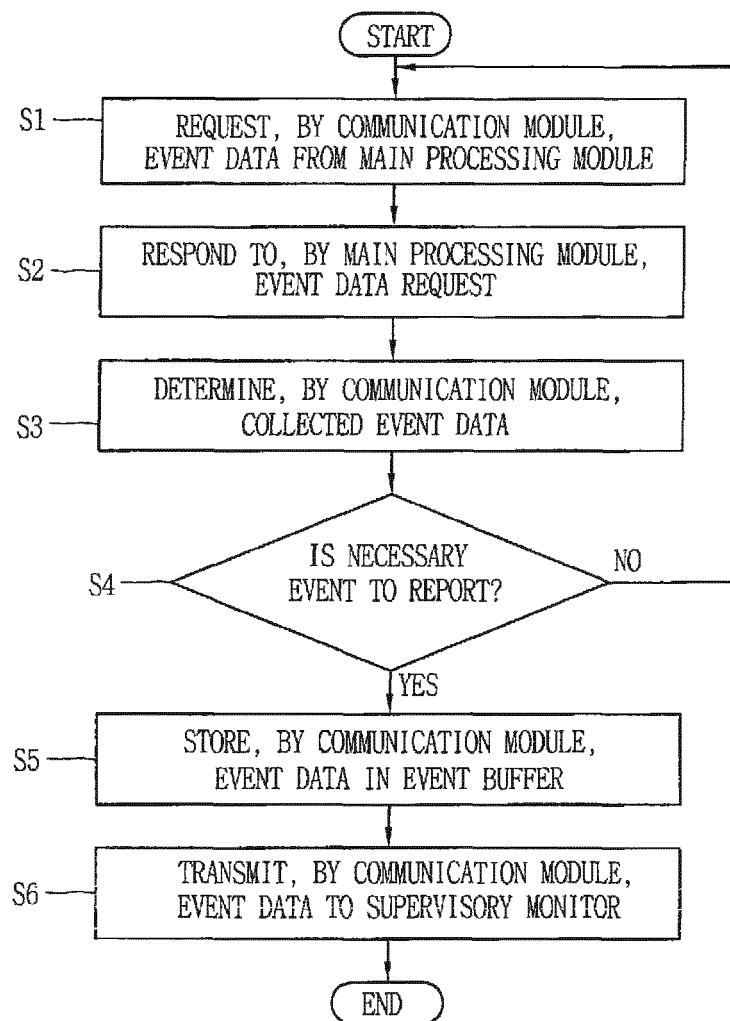 START
S1
REQUEST, BY COMMUNICATION MODULE,
EVENT DATA FROM MAIN PROCESSING MODULE
S2
RESPOND TO, BY MAIN PROCESSING MODULE,
EVENT DATA REQUEST
S3
DETERMINE, BY COMMUNICATION MODULE,
COLLECTED EVENT DATA
S4
IS NECESSARY
EVENT TO REPORT?
NO
YES
S5
STORE, BY COMMUNICATION MODULE,
EVENT DATA IN EVENT BUFFER
S6
TRANSMIT, BY COMMUNICATION MODULE,
EVENT DATA TO SUPERVISORY MONITOR
END